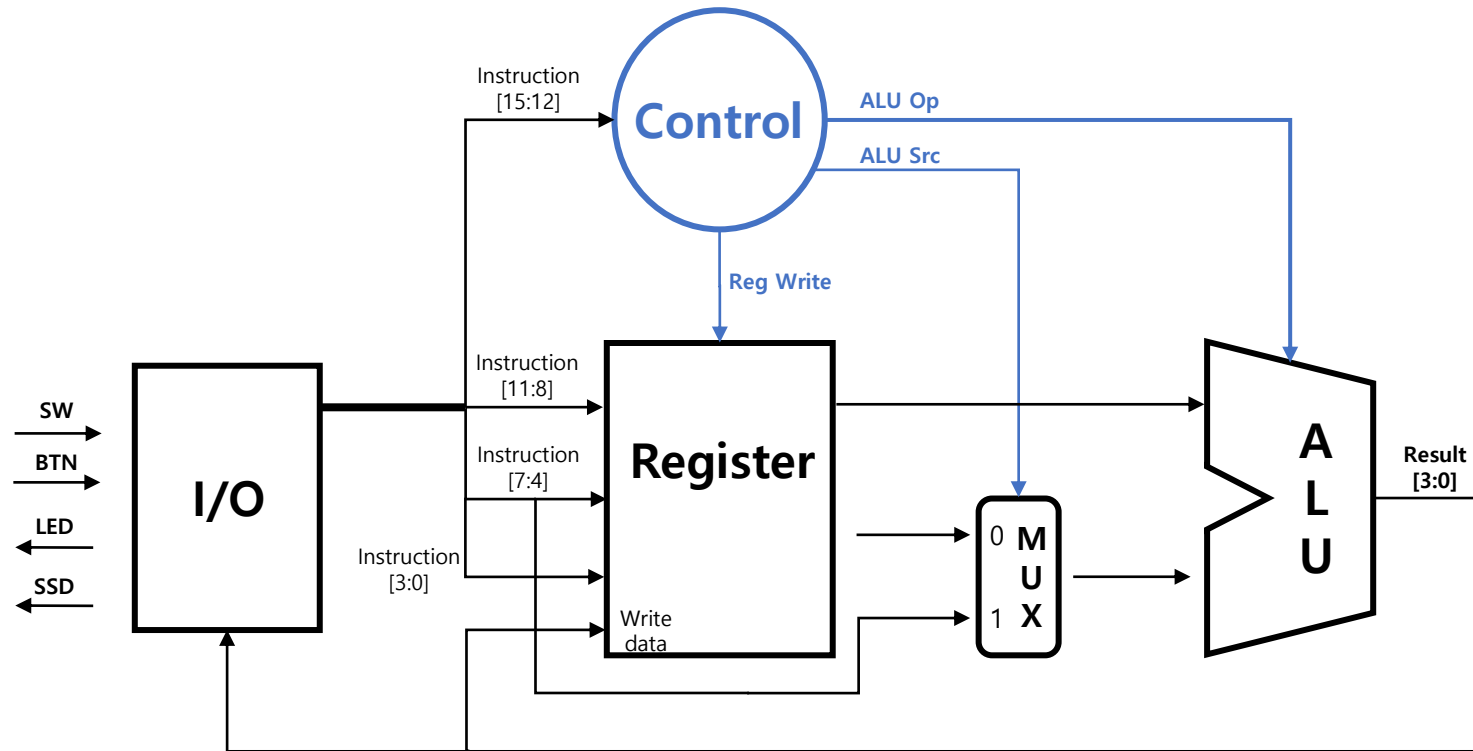 Instruction
[15:12]
Control
ALU Op
ALU Src
Reg Write
Instruction
[11:8]
SW
BTN
I/O
LED
SSD
Instruction
[7:4]
Register
Instruction
[3:0]
Write
data
0
1
M
U
X
A
L
U
Result
[3:0]